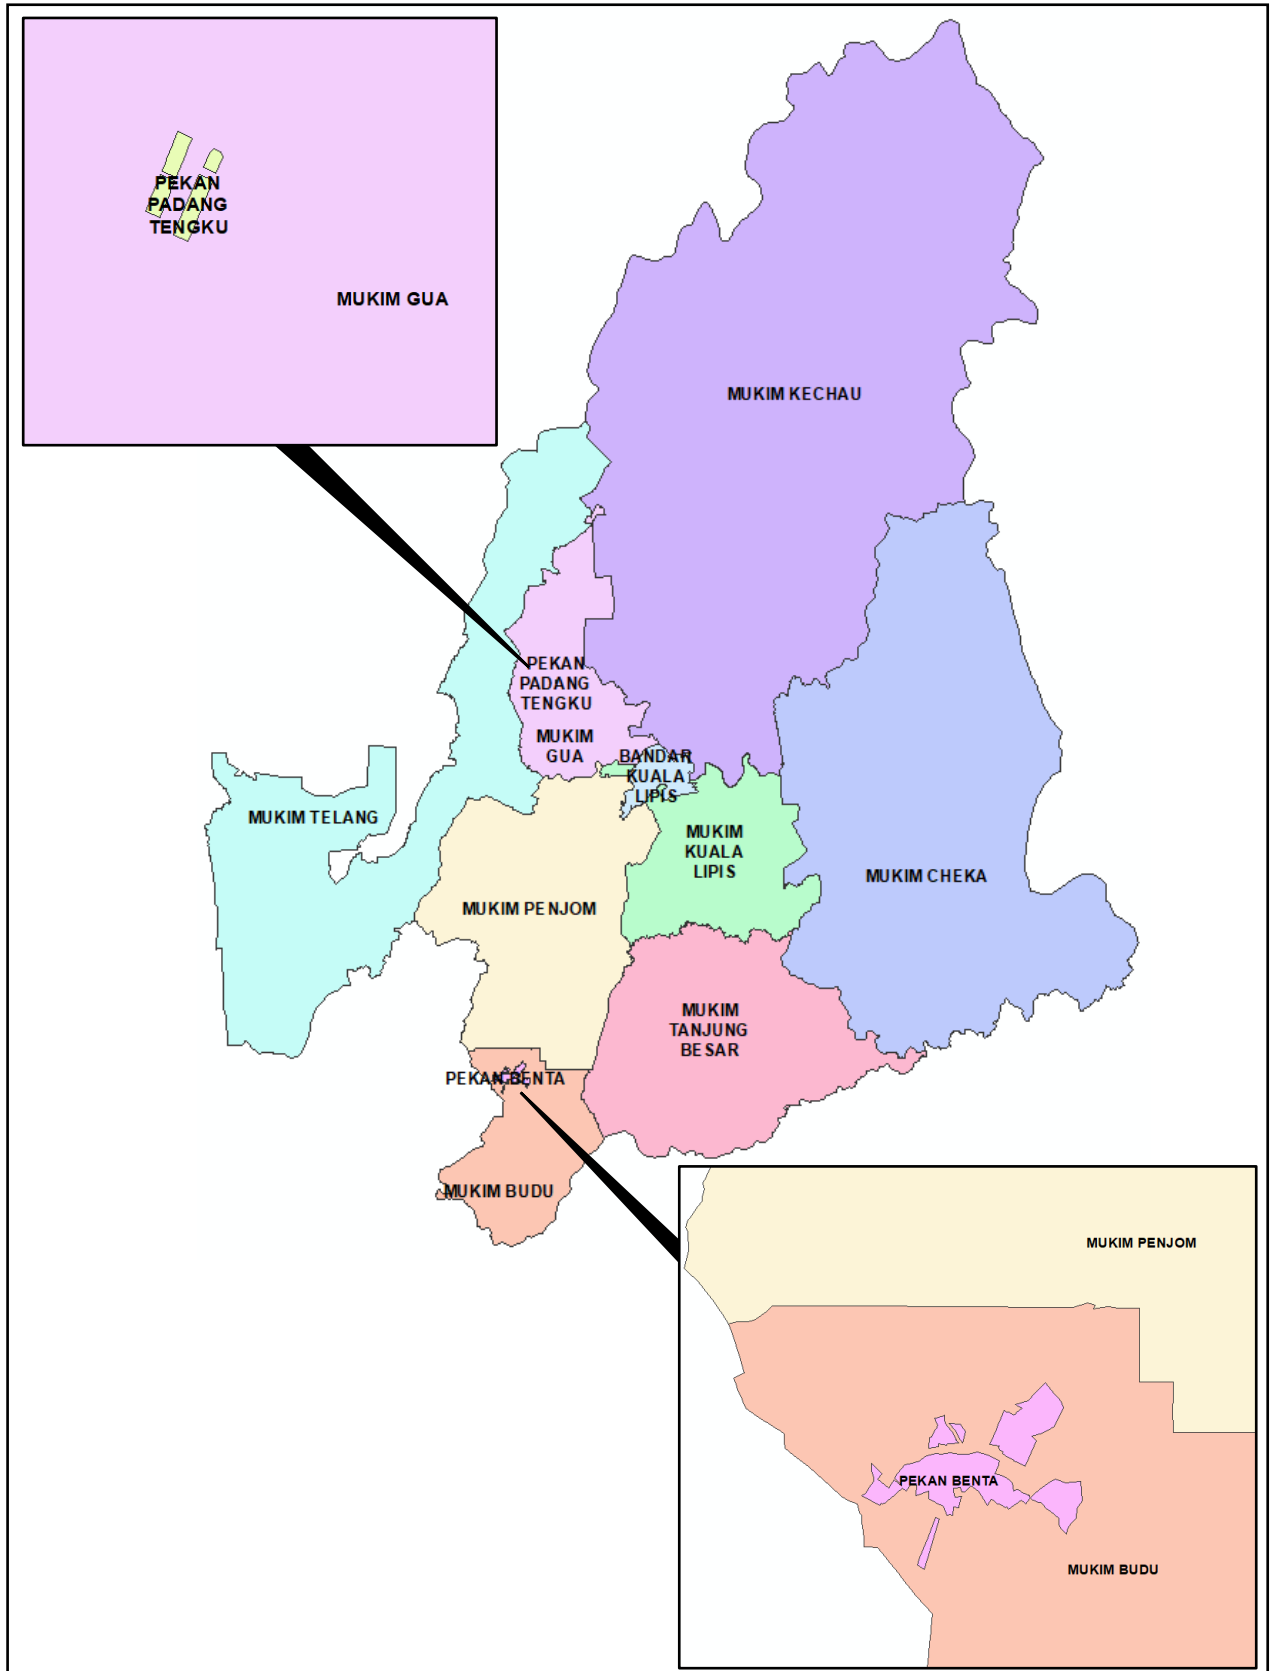 PEKAN
PADANG
TENGKU
MUKIM GUA
MUKIM KECHAU
PEKAN
PADANG
TENGKU
MUKIM
GUA
BANDAR
KUALA
LIPIS
MUKIM TELANG
MUKIM
KUALA
LIPIS
MUKIM CHEKA
MUKIM PENJOM
MUKIM
TANJUNG
BESAR
PEKAN BENTA
MUKIM BUDU
MUKIM PENJOM
PEKAN BENTA
MUKIM BUDU